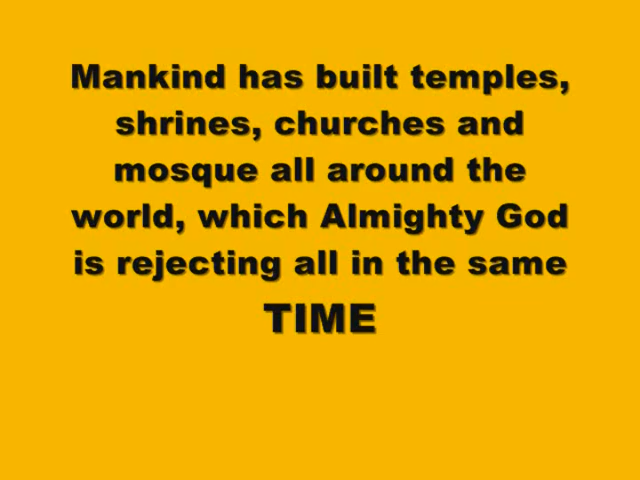 Mankind has built temples,
shrines, churches and
mosque all around the
world, which Almighty God
is rejecting all in the same
TIME